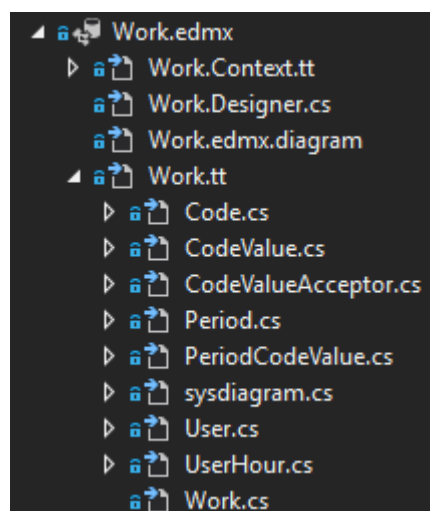 Work.edmx
Work.Context.tt
Work.Designer.cs
Work.edmx.diagram
Work.tt
Code.cs
CodeValue.cs
CodeValueAcceptor.cs
Period.cs
PeriodCodeValue.cs
sysdiagram.cs
User.cs
UserHour.cs
Work.cs